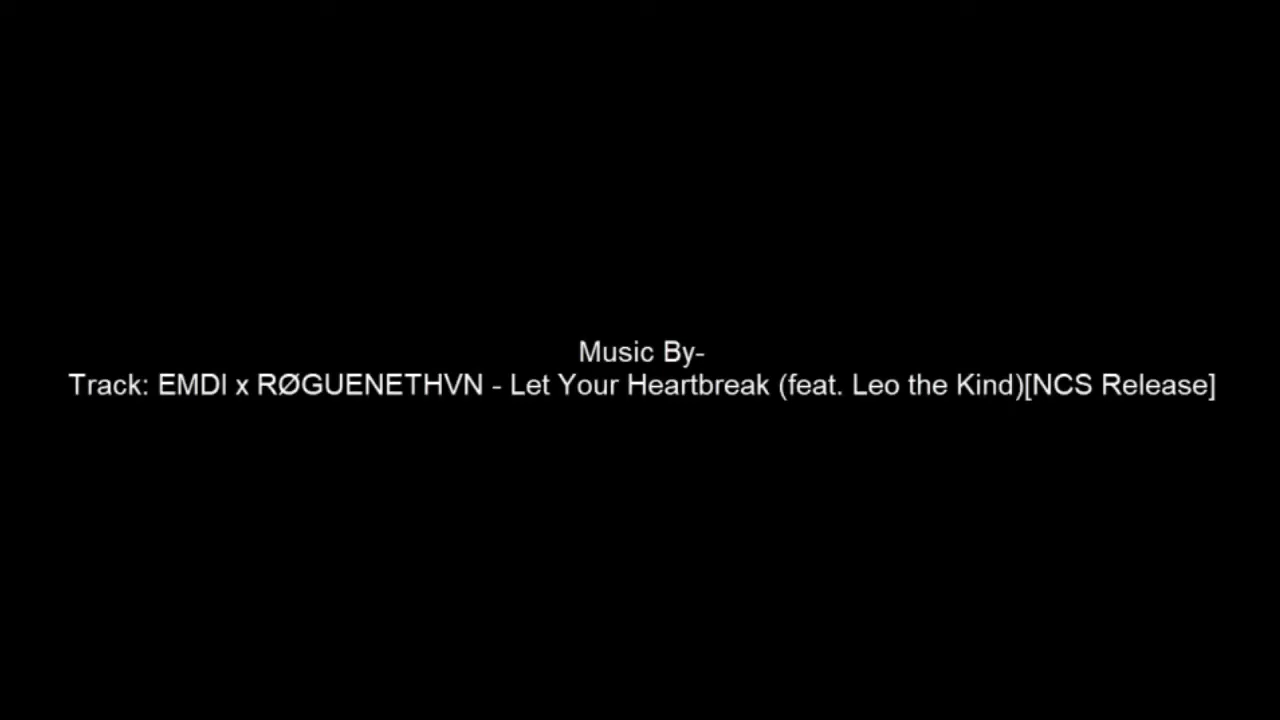 Music By-
Track: EMDI x RØGUENETHVN - Let Your Heartbreak (feat. Leo the Kind)[NCS Release]